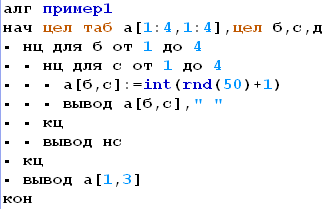 алг пример1
нач цел таб а[1:4,1:4],цел б,с,д
▪ нц для б от 1 до 4
▪ ▪ нц для с от 1 до 4
▪ ▪ ▪ а[б,с]:=int(rnd(50)+1)
▪ ▪ ▪ вывод а[б,с]," "
▪ ▪ кц
▪ ▪ вывод нс
▪ кц
▪ вывод а[1,3]
кон